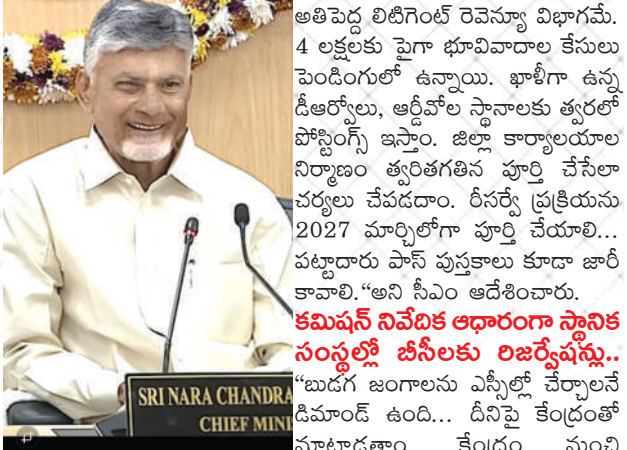 అతిపెద్ద లిటిగెంట్ రెవెన్యూ విభాగమే.
4 లక్షలకు పైగా భూవివాదాల కేసులు
పెండింగులో ఉన్నాయి. ఖాళీగా ఉన్న
డీఆర్వోలు, ఆర్డీవోల స్థానాలకు త్వరలో
పోస్టింగ్స్ ఇస్తాం. జిల్లా కార్యాలయాల
నిర్మాణం త్వరితగతిన పూర్తి చేసేలా
చర్యలు చేపడదాం. రీసర్వే ప్రక్రియను
2027 మార్చిలోగా పూర్తి చేయాలి...
పట్టాదారు పాస్ పుస్తకాలు కూడా జారీ
కావాలి.“అని సీఎం ఆదేశించారు.
కమిషన్ నివేదిక ఆధారంగా స్థానిక
సంస్థల్లో బీసీలకు రిజర్వేషన్లు..
“బుడగ జంగాలను ఎస్సీల్లో చేర్చాలనే
డిమాండ్ ఉంది... దీనిపై కేంద్రంతో
మాట్లాడతాం. కేంద్రం నుంచి
SRI NARA CHANDRA
CHIEF MINI